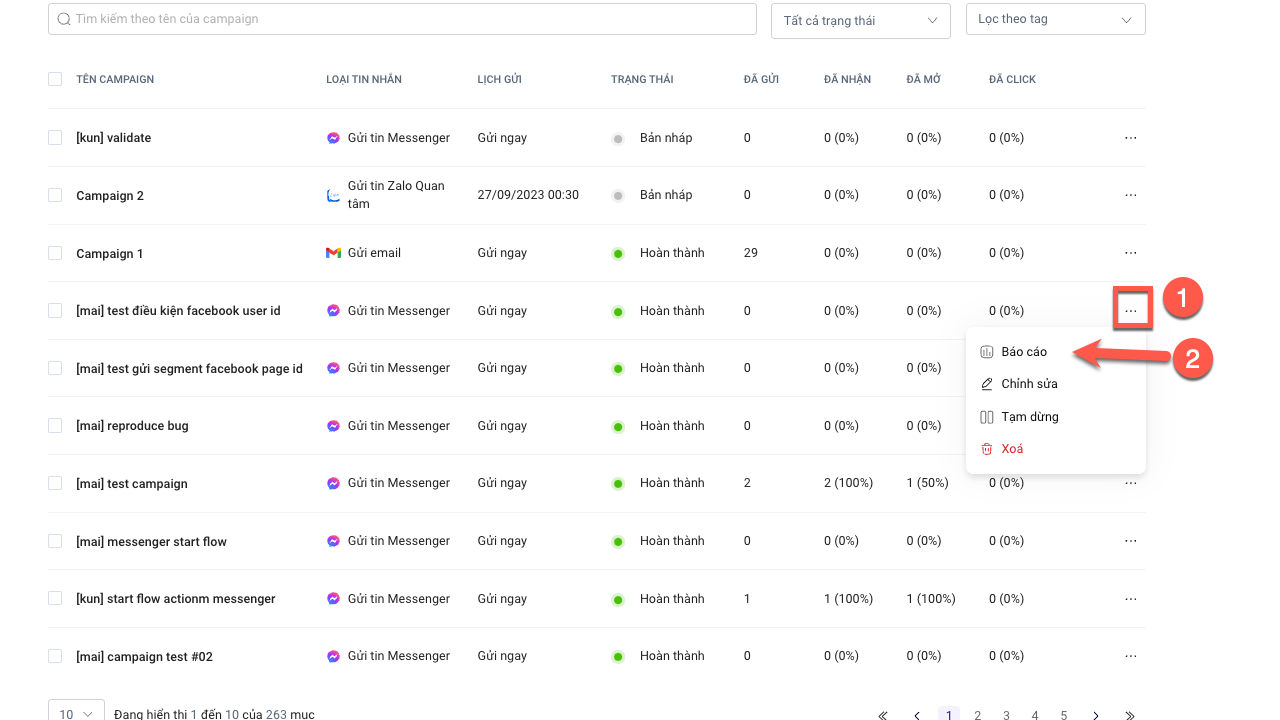 Tìm kiếm theo tên của campaign
Tất cả trạng thái
Lọc theo tag
TÊN CAMPAIGN LOẠI TIN NHẮN LỊCH GỬI TRẠNG THÁI ĐÃ GỬI ĐÃ NHẬN ĐÃ MỞ ĐÃ CLICK
[kun] validate Gửi tin Messenger Gửi ngay Bản nháp 0 0 (0%) 0 (0%) 0 (0%) ...
Campaign 2 Gửi tin Zalo Quan tâm 27/09/2023 00:30 Bản nháp 0 0 (0%) 0 (0%) 0 (0%) ...
Campaign 1 Gửi email Gửi ngay Hoàn thành 29 0 (0%) 0 (0%) 0 (0%) ...
[mai] test điều kiện facebook user id Gửi tin Messenger Gửi ngay Hoàn thành 0 0 (0%) 0 (0%) 0 (0%) ... 1
[mai] test gửi segment facebook page id Gửi tin Messenger Gửi ngay Hoàn thành 0 0 (0%) 0 (0%)
[mai] reproduce bug Gửi tin Messenger Gửi ngay Hoàn thành 0 0 (0%) 0 (0%)
Báo cáo 2
Chỉnh sửa
Tạm dừng
Xoá
[mai] test campaign Gửi tin Messenger Gửi ngay Hoàn thành 2 2 (100%) 1 (50%) 0 (0%) ...
[mai] messenger start flow Gửi tin Messenger Gửi ngay Hoàn thành 0 0 (0%) 0 (0%) 0 (0%) ...
[kun] start flow actionm messenger Gửi tin Messenger Gửi ngay Hoàn thành 1 1 (100%) 1 (100%) 0 (0%) ...
[mai] campaign test #02 Gửi tin Messenger Gửi ngay Hoàn thành 0 0 (0%) 0 (0%) 0 (0%) ...
10 Đang hiển thị 1 đến 10 của 263 mục « ‹ 1 2 3 4 5 › »